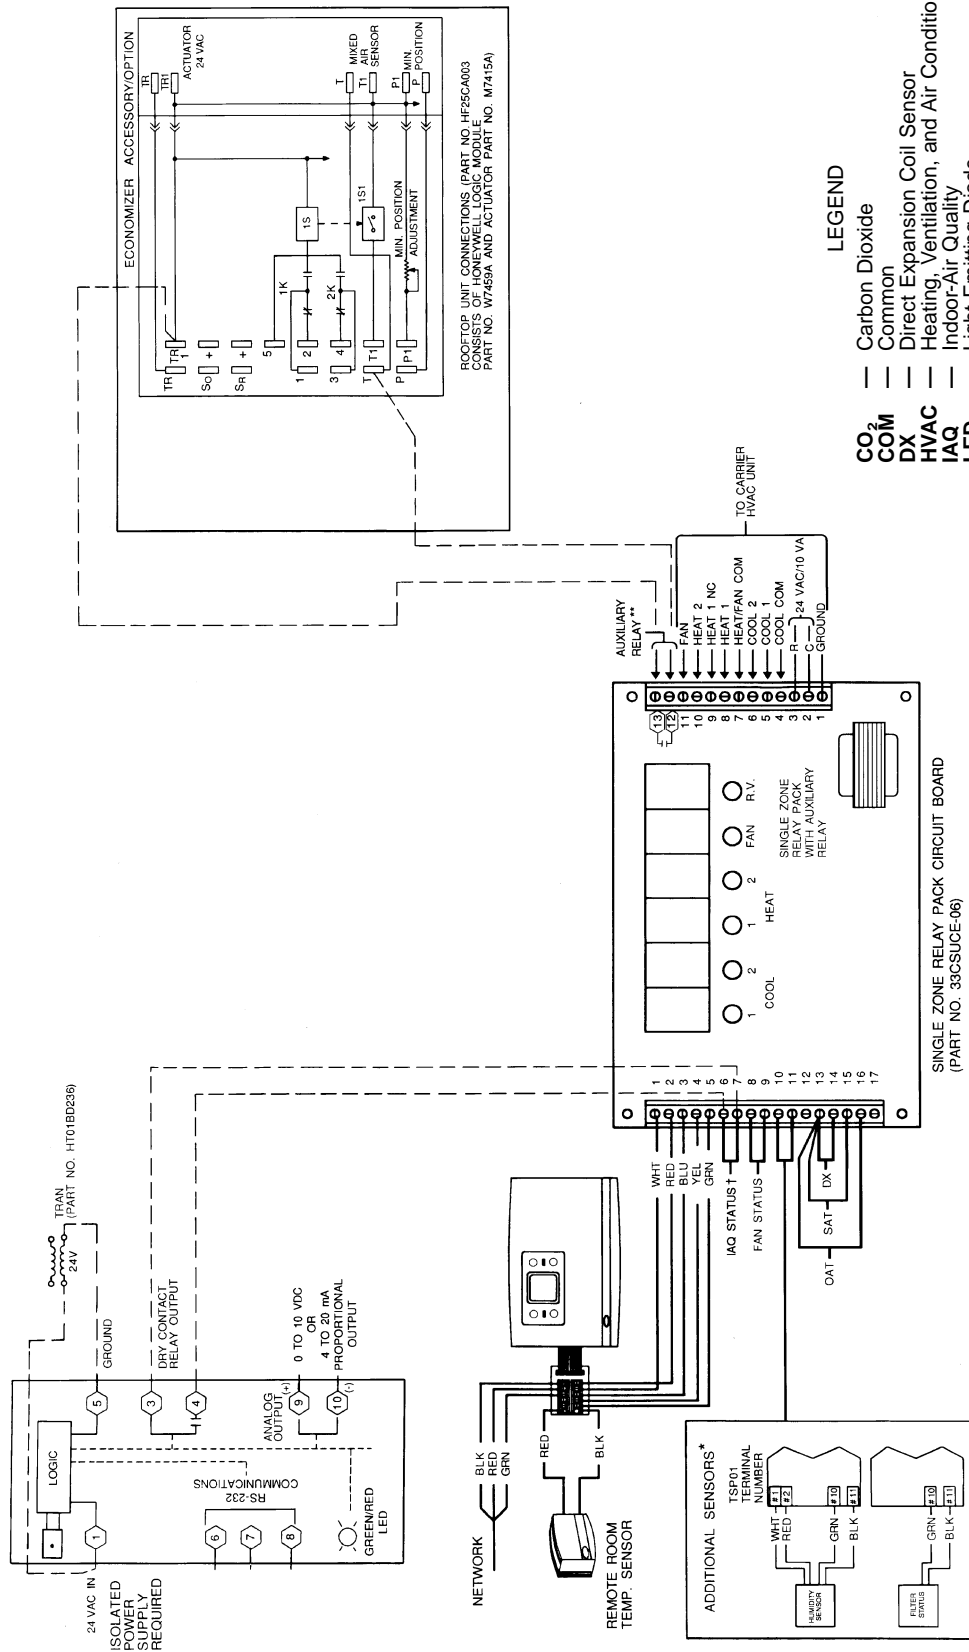 ECONOMIZER ACCESSORY/OPTION
TR
TR1
ACTUATOR
24 VAC
T
T1
MIXED
AIR
SENSOR
P1
P
MIN.
POSITION
1S
1S1
1K
2K
MIN. POSITION
ADJUSTMENT
TR
TR
1
SO
+
SR
+
5
1
2
3
4
T
T1
P
P1
ROOFTOP UNIT CONNECTIONS (PART NO. HF25CA003
CONSISTS OF HONEYWELL LOGIC MODULE
PART NO. W7459A AND ACTUATOR PART NO. M7415A)
LEGEND
CO2 — Carbon Dioxide
COM — Common
DX — Direct Expansion Coil Sensor
HVAC — Heating, Ventilation, and Air Conditio
IAQ — Indoor-Air Quality
LED Light Emitting Diode
TRAN
(PART NO. HT01BD236)
24V
GROUND
DRY CONTACT
RELAY OUTPUT
0 TO 10 VDC
OR
4 TO 20 mA
PROPORTIONAL
OUTPUT
5
3
4
9
(+)
10
(-)
ANALOG
OUTPUT
LOGIC
RS-232
COMMUNICATIONS
1
6
7
8
GREEN/RED
LED
24 VAC IN
ISOLATED
POWER
SUPPLY
REQUIRED
AUXILIARY
RELAY **
FAN
HEAT 2
HEAT 1 NC
HEAT 1
HEAT/FAN COM
COOL 2
COOL 1
COOL COM
R
C
24 VAC/10 VA
GROUND
TO CARRIER
HVAC UNIT
13
12
11
10
9
8
7
6
5
4
3
2
1
R.V.
FAN
2
1
HEAT
2
1
COOL
SINGLE ZONE
RELAY PACK
WITH AUXILIARY
RELAY
1
2
3
4
5
6
7
8
9
10
11
12
13
14
15
16
17
SINGLE ZONE RELAY PACK CIRCUIT BOARD
(PART NO. 33CSUCE-06)
WHT
RED
BLU
YEL
GRN
IAQ STATUS †
FAN STATUS
DX
SAT
OAT
NETWORK
BLK
RED
GRN
RED
BLK
REMOTE ROOM
TEMP. SENSOR
ADDITIONAL SENSORS*
TSP01
TERMINAL
NUMBER
WHT
RED
#1
#2
GRN
BLK
#10
#11
HUMIDITY
SENSOR
GRN
BLK
#10
#11
FILTER
STATUS